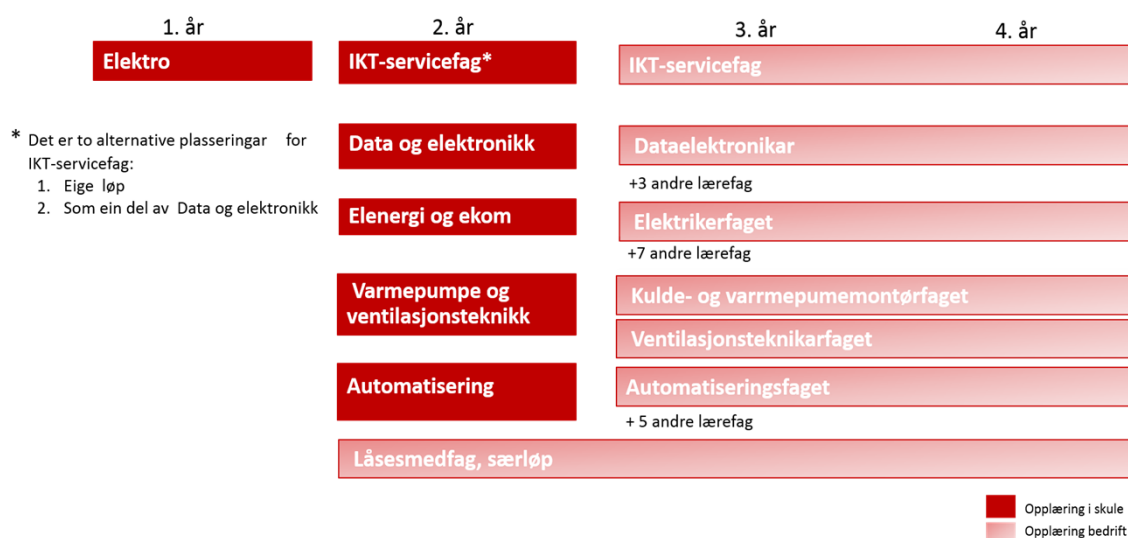 1. år 2. år 3. år 4. år
Elektro IKT-servicefag* IKT-servicefag
* Det er to alternative plasseringar for
IKT-servicefag:
1. Eige løp
2. Som ein del av Data og elektronikk
Data og elektronikk Dataelektronikar
+3 andre lærefag
Elenergi og ekom Elektrikerfaget
+7 andre lærefag
Varmepumpe og
ventilasjonsteknikk
Kulde- og varrmepumemontørfaget
Ventilasjonsteknikarfaget
Automatisering Automatiseringsfaget
+ 5 andre lærefag
Låsesmedfag, særløp
Opplæring i skule
Opplæring bedrift